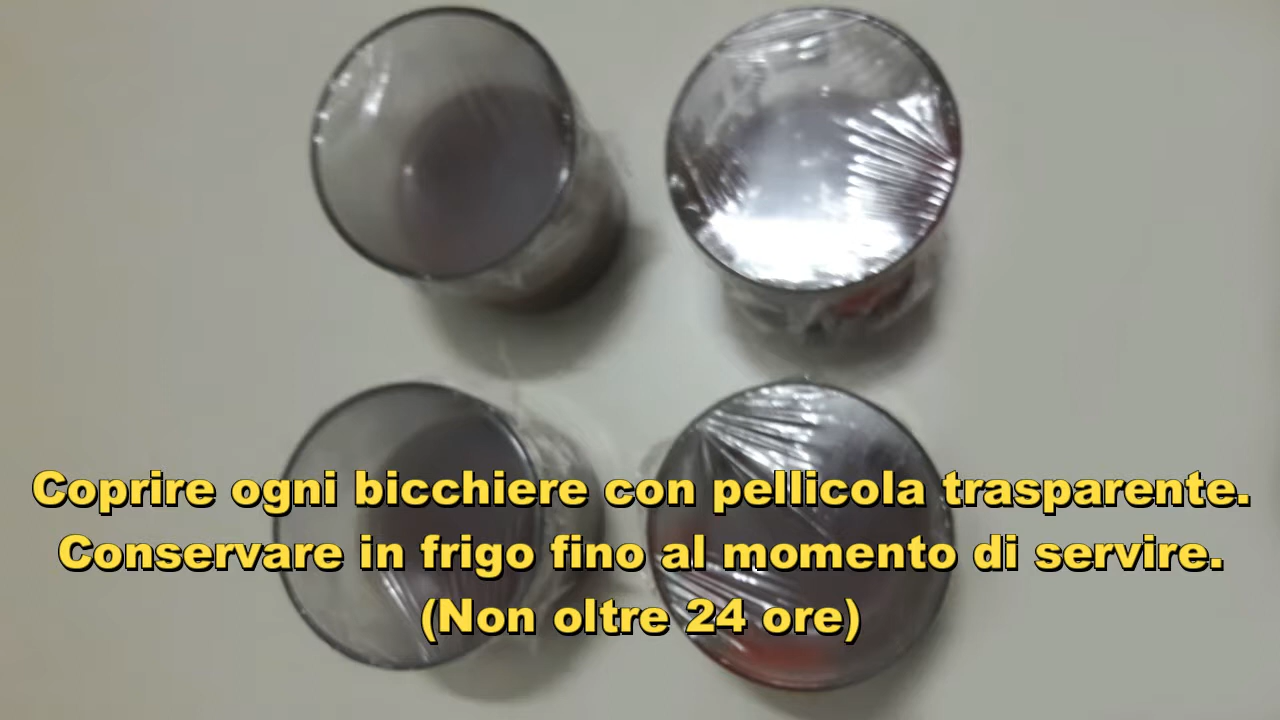 Coprire ogni bicchiere con pellicola trasparente.
Conservare in frigo fino al momento di servire.
(Non oltre 24 ore)